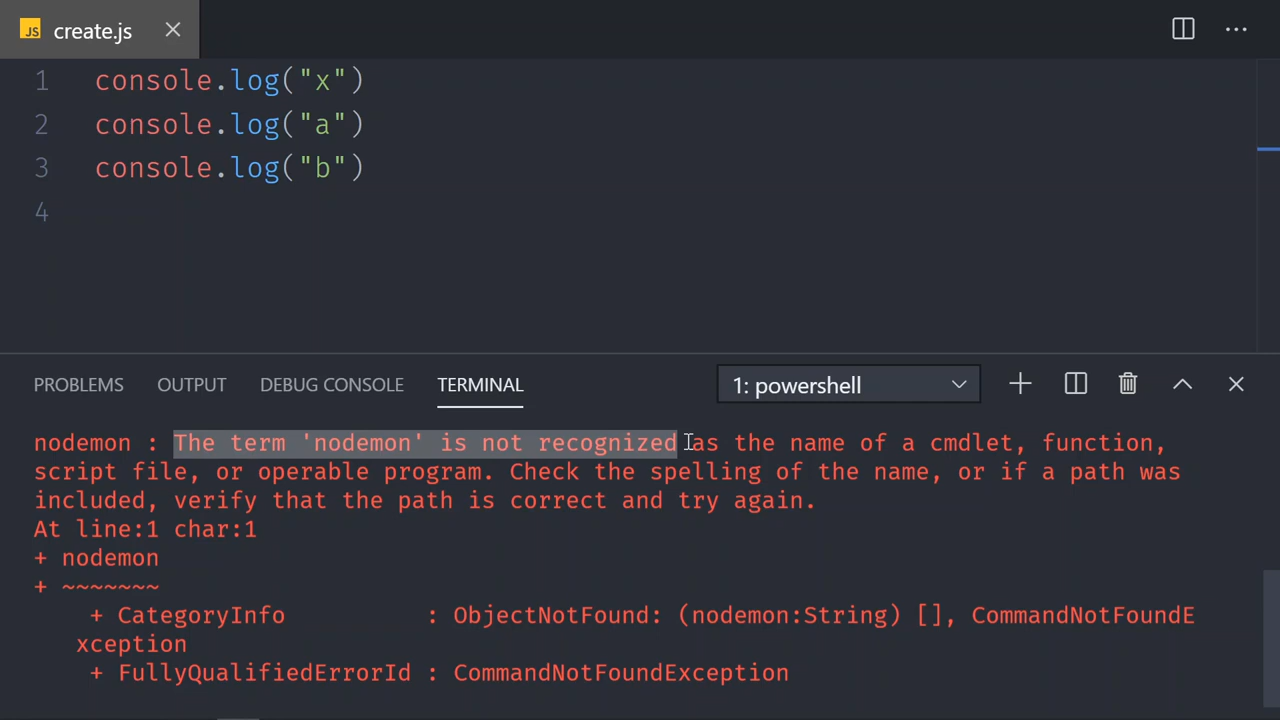 JS create.js
1 console.log("x")
2 console.log("a")
3 console.log("b")
4
PROBLEMS OUTPUT DEBUG CONSOLE TERMINAL 1: powershell
nodemon : The term 'nodemon' is not recognized as the name of a cmdlet, function,
script file, or operable program. Check the spelling of the name, or if a path was
included, verify that the path is correct and try again.
At line:1 char:1
+ nodemon
+ ~~~~~~~
+ CategoryInfo : ObjectNotFound: (nodemon:String) [], CommandNotFoundE
xception
+ FullyQualifiedErrorId : CommandNotFoundException